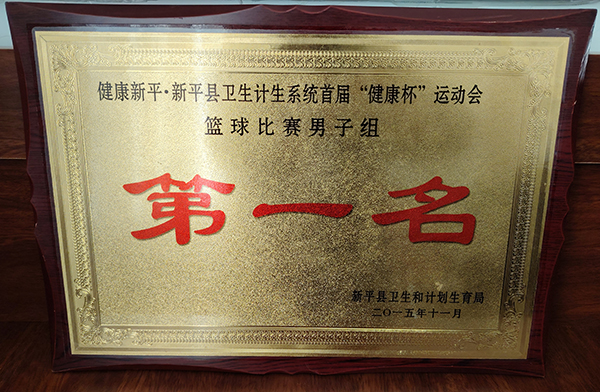 健康新平·新平县卫生计生系统首届“健康杯”运动会
篮球比赛男子组
第一名
新平县卫生和计划生育局
二〇一五年十一月